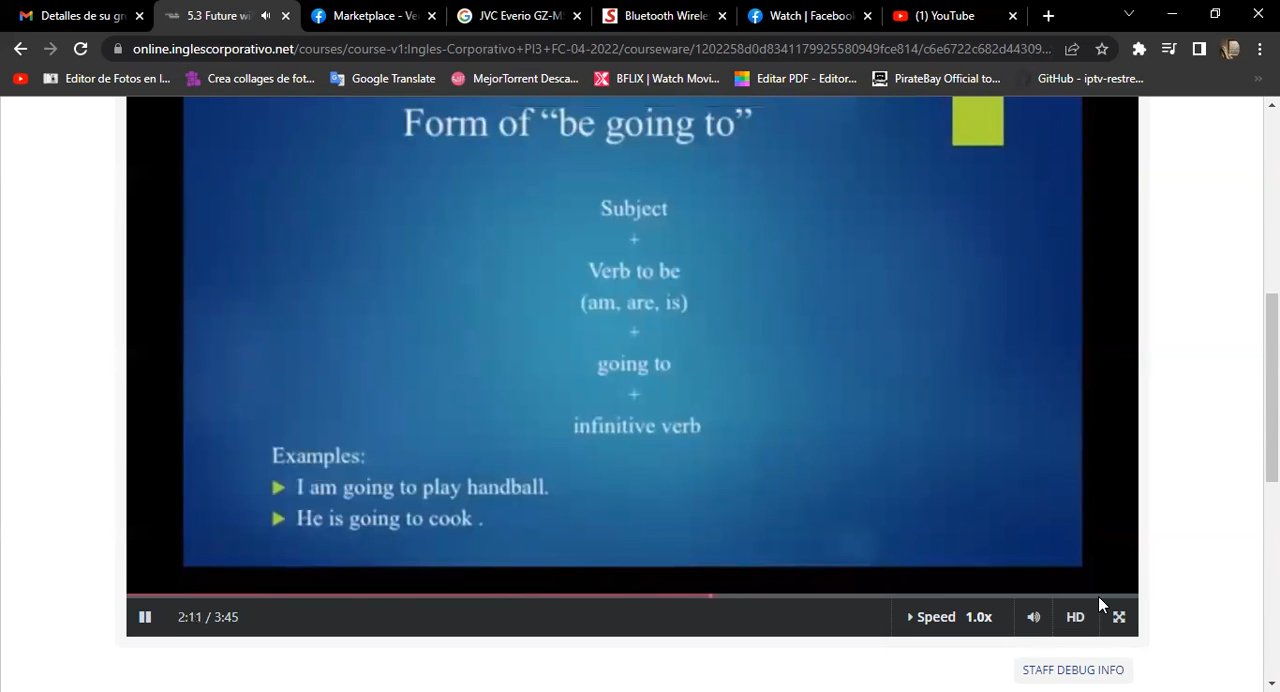 Detalles de su gr
5.3 Future wi
Marketplace - Ve
JVC Everio GZ-M
Bluetooth Wirele
Watch | Facebook
(1) YouTube
online.inglescorporativo.net/courses/course-v1:Ingles-Corporativo+PI3+FC-04-2022/courseware/1202258d0d8341179925580949fce814/c6e6722c682d44309...
Editor de Fotos en l...
Crea collages de fot...
Google Translate
MejorTorrent Desca...
BFLIX | Watch Movi...
Editar PDF - Editor...
PirateBay Official to...
GitHub - iptv-restre...
Form of “be going to”
Subject
+
Verb to be
(am, are, is)
+
going to
+
infinitive verb
Examples:
I am going to play handball.
He is going to cook .
2:11 / 3:45
Speed 1.0x
HD
STAFF DEBUG INFO